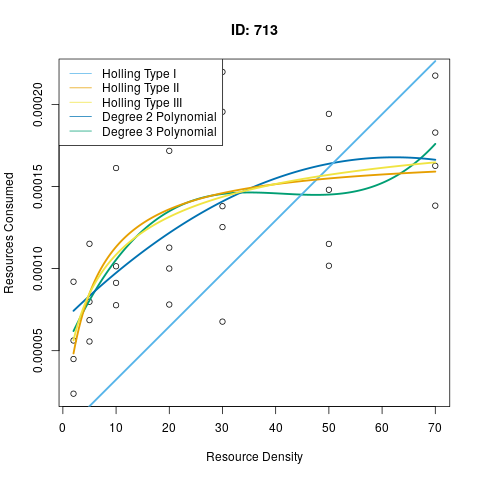 ID: 713
Holling Type I
Holling Type II
Holling Type III
Degree 2 Polynomial
Degree 3 Polynomial
Resources Consumed
0.00020
0.00015
0.00010
0.00005
0 10 20 30 40 50 60 70
Resource Density